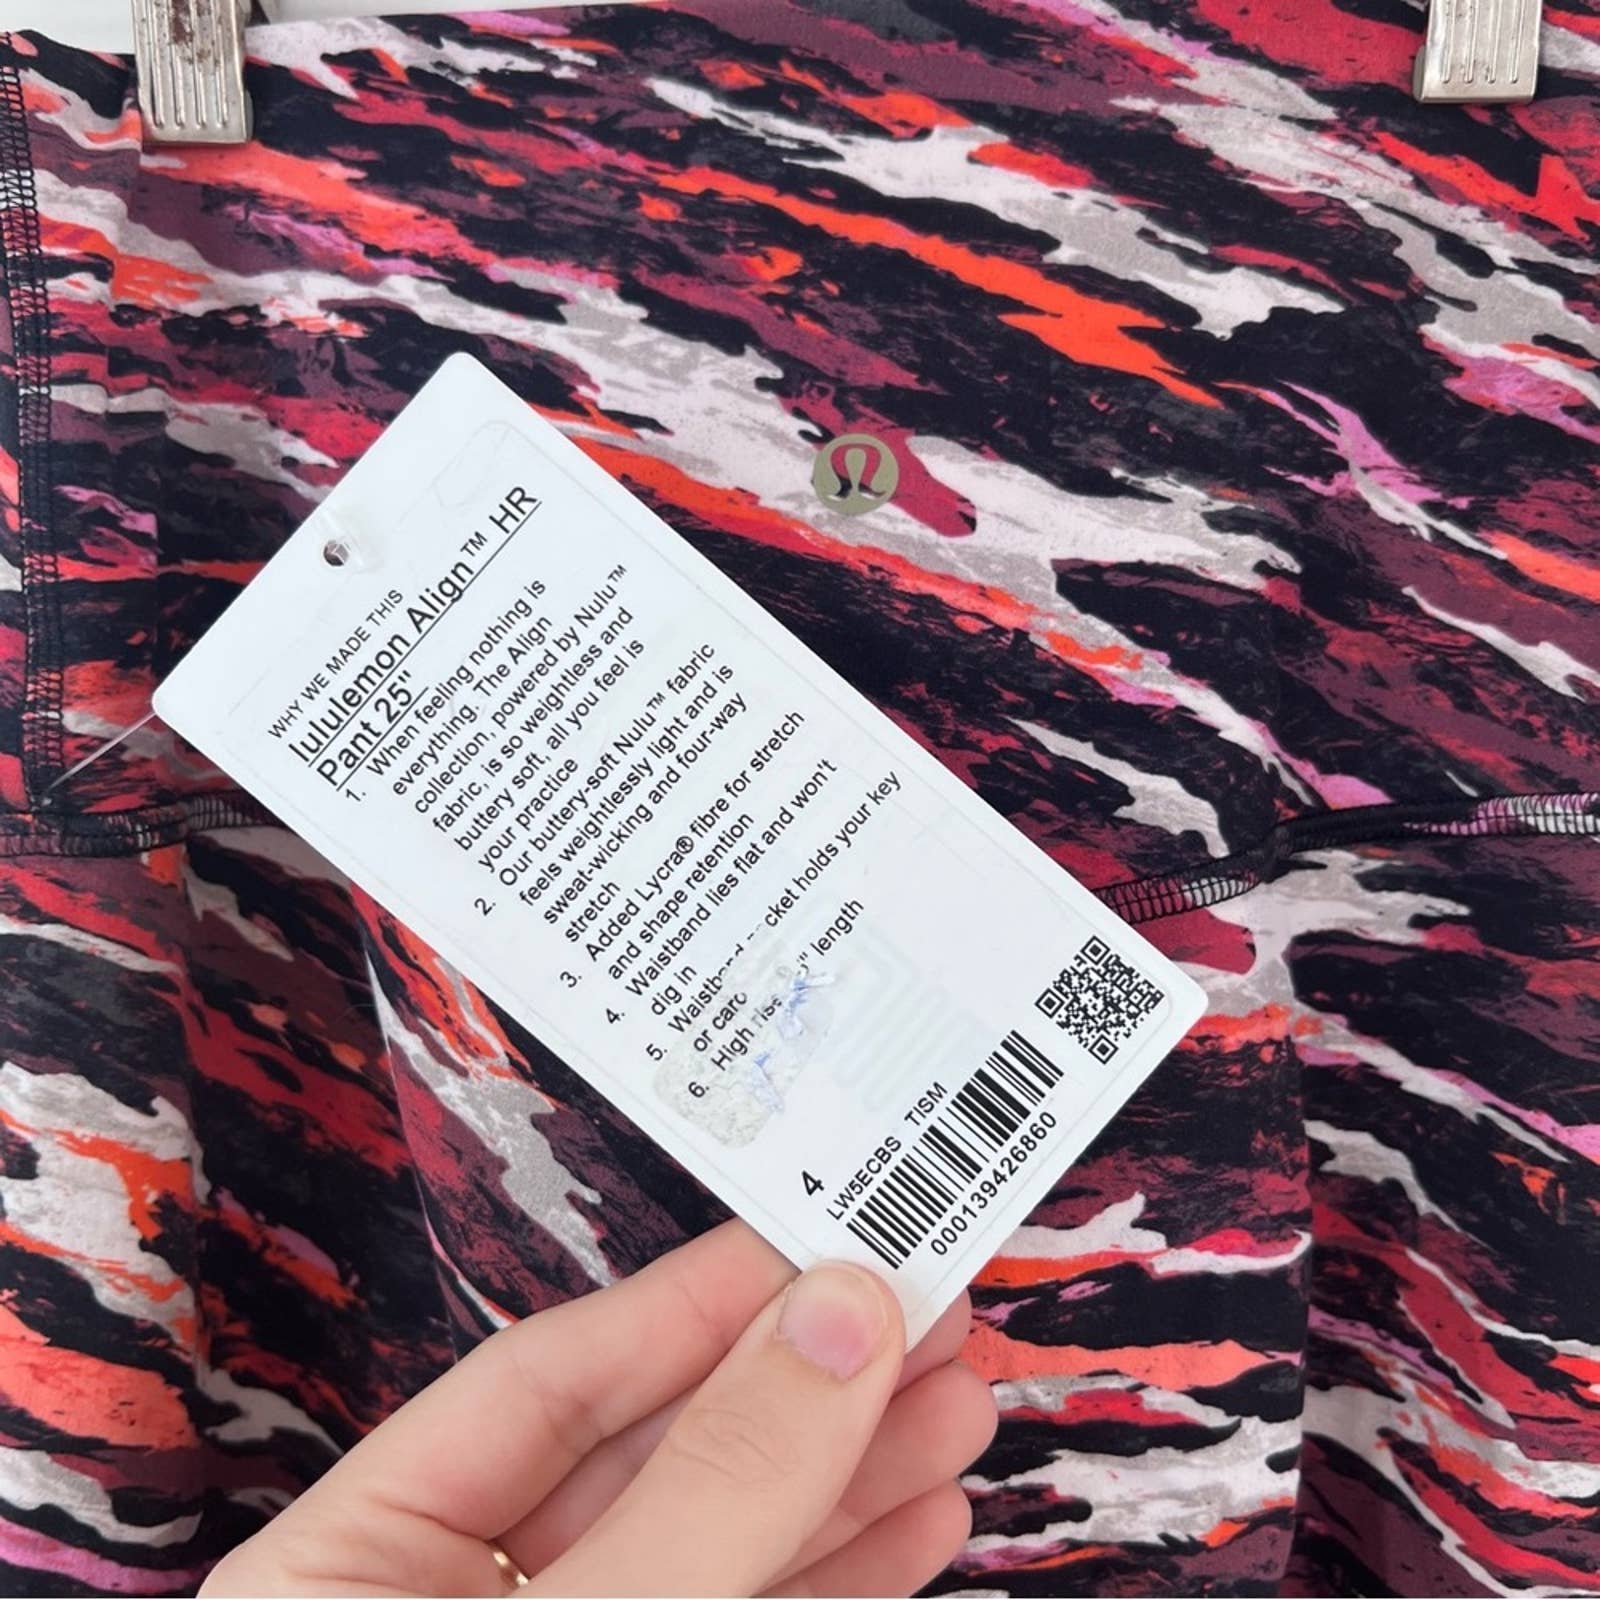 WHY WE MADE THIS
lululemon Align™ HR
Pant 25"
1. When feeling nothing is
everything. The Align
collection, powered by Nulu™
fabric, is so weightless and
buttery soft, all you feel is
your practice
2. Our buttery-soft Nulu™ fabric
feels weightlessly light and is
sweat-wicking and four-way
stretch
3. Added Lycra® fibre for stretch
and shape retention
4. Waistband lies flat and won't
dig in
5. Waistband pocket holds your key
or card
6. High rise length
4
LW5ECBS TISM
000139426860